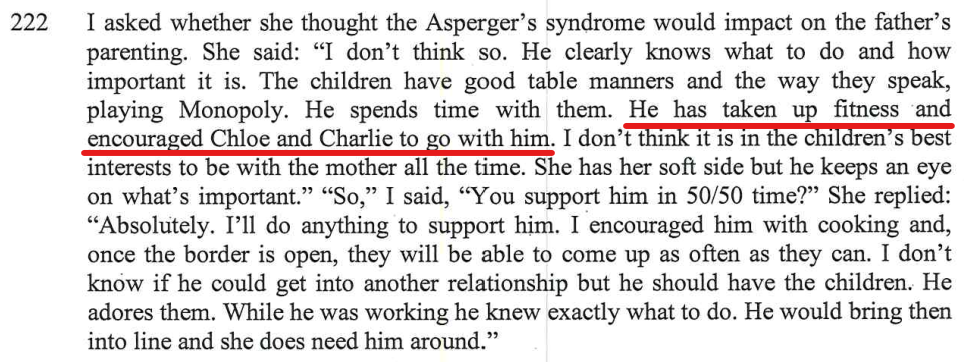 222 I asked whether she thought the Asperger's syndrome would impact on the father's
parenting. She said: “I don't think so. He clearly knows what to do and how
important it is. The children have good table manners and the way they speak,
playing Monopoly. He spends time with them. He has taken up fitness and
encouraged Chloe and Charlie to go with him. I don't think it is in the children's best
interests to be with the mother all the time. She has her soft side but he keeps an eye
on what's important.” “So,” I said, “You support him in 50/50 time?” She replied:
“Absolutely. I'll do anything to support him. I encouraged him with cooking and,
once the border is open, they will be able to come up as often as they can. I don't
know if he could get into another relationship but he should have the children. He
adores them. While he was working he knew exactly what to do. He would bring then
into line and she does need him around.”